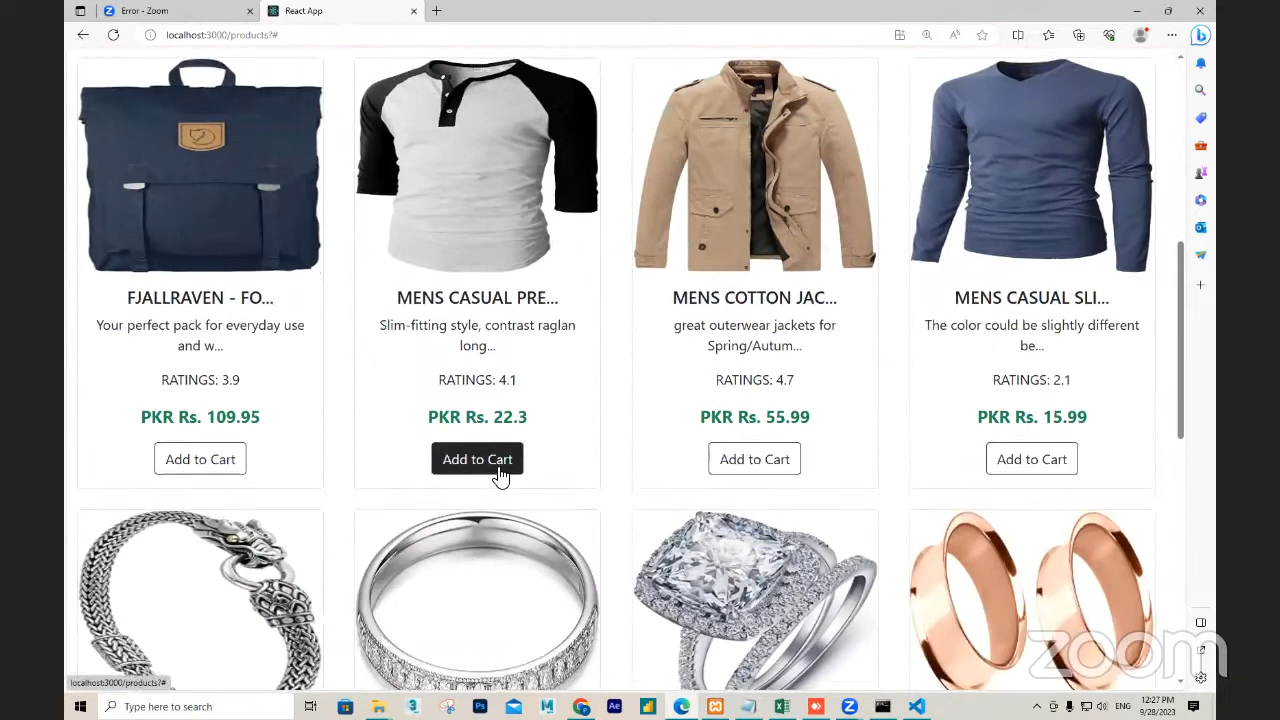 Error - Zoom
React App
localhost:3000/products?#
FJALLRAVEN - FO...
Your perfect pack for everyday use
and w...
RATINGS: 3.9
PKR Rs. 109.95
Add to Cart
MENS CASUAL PRE...
Slim-fitting style, contrast raglan
long...
RATINGS: 4.1
PKR Rs. 22.3
Add to Cart
MENS COTTON JAC...
great outerwear jackets for
Spring/Autum...
RATINGS: 4.7
PKR Rs. 55.99
Add to Cart
MENS CASUAL SLI...
The color could be slightly different
be...
RATINGS: 2.1
PKR Rs. 15.99
Add to Cart
zoom
localhost:3000/products?#
Type here to search
12:27 PM
9/28/2023